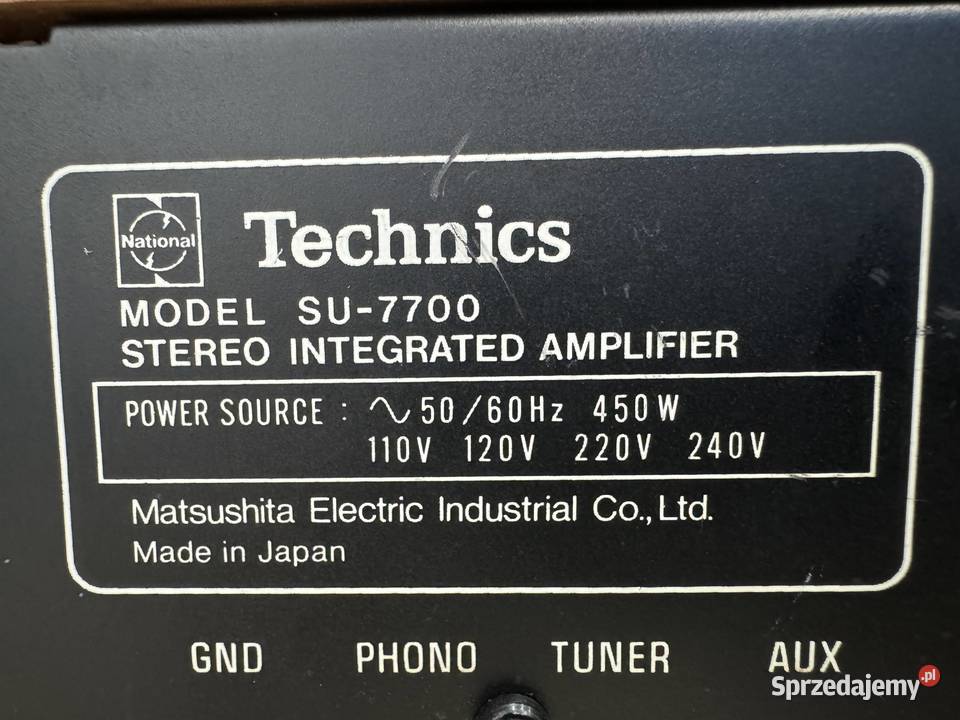 National Technics
MODEL SU-7700
STEREO INTEGRATED AMPLIFIER
POWER SOURCE : ∿ 50/60Hz 450W
110V 120V 220V 240V
Matsushita Electric Industrial Co., Ltd.
Made in Japan
GND PHONO TUNER AUX
Sprzedajemy.pl